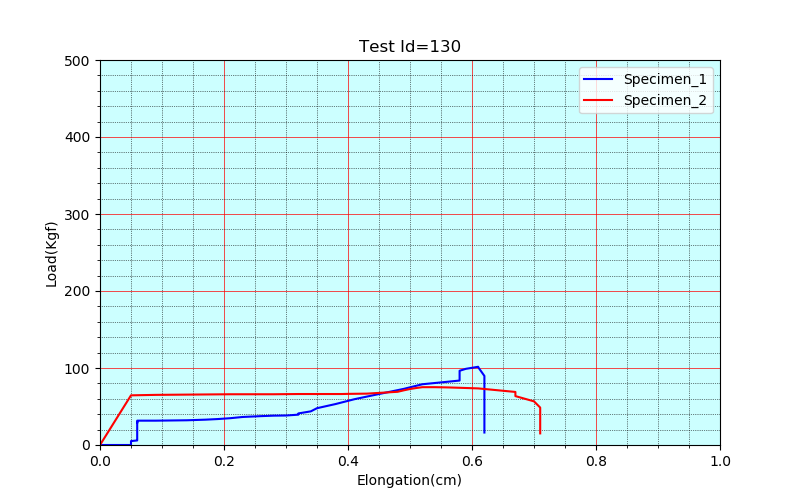 Test Id=130
500
400
300
200
100
0
Load(Kgf)
Specimen_1
Specimen_2
0.0 0.2 0.4 0.6 0.8 1.0
Elongation(cm)